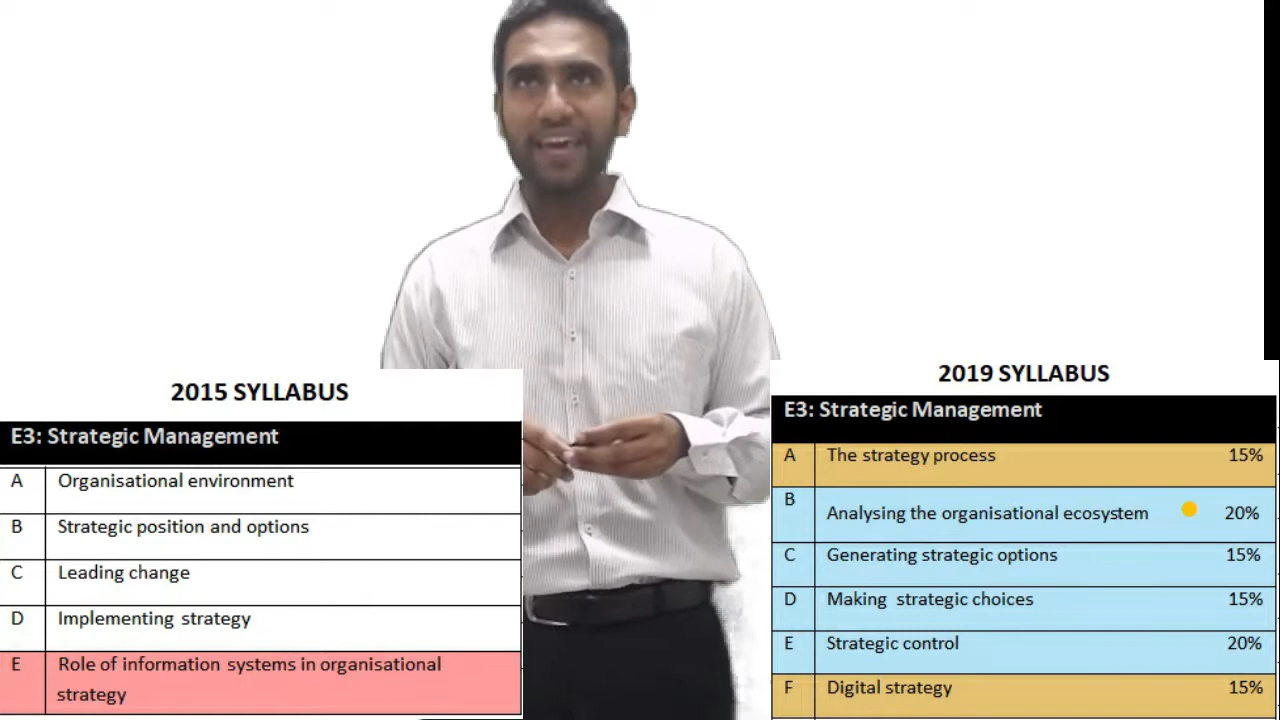 2015 SYLLABUS
E3: Strategic Management
A Organisational environment
B Strategic position and options
C Leading change
D Implementing strategy
E Role of information systems in organisational
strategy
2019 SYLLABUS
E3: Strategic Management
A The strategy process 15%
B Analysing the organisational ecosystem 20%
C Generating strategic options 15%
D Making strategic choices 15%
E Strategic control 20%
F Digital strategy 15%